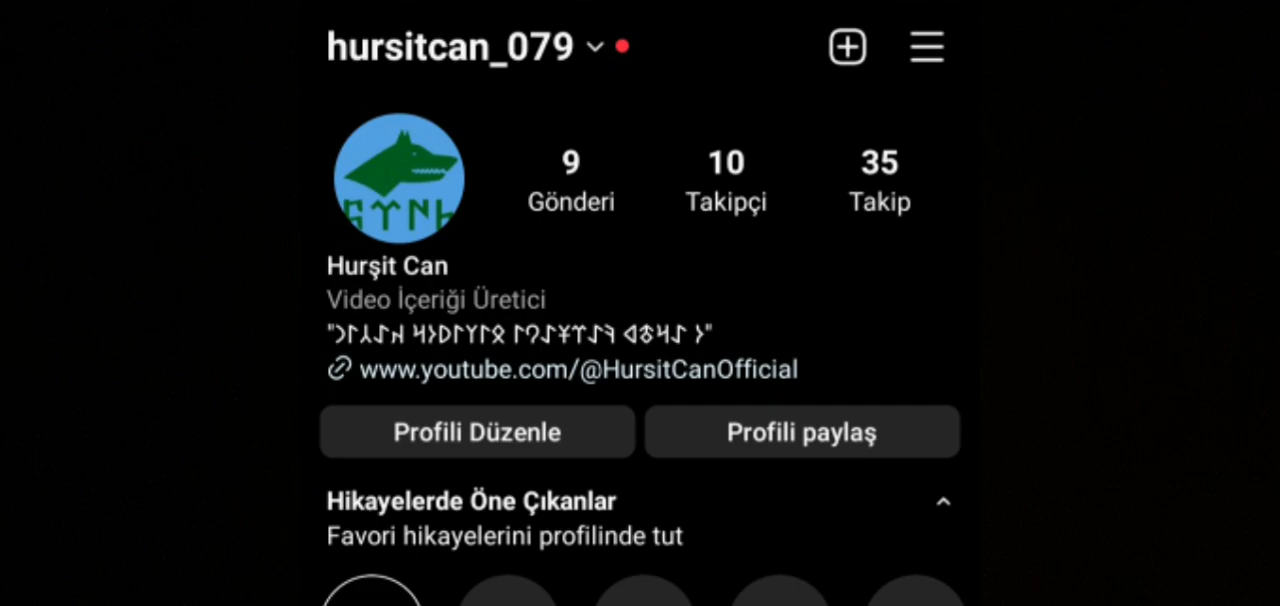 hursitcan_079
9 10 35
Gönderi Takipçi Takip
Hurşit Can
Video İçeriği Üretici
www.youtube.com/@HursitCanOfficial
Profili Düzenle Profili paylaş
Hikayelerde Öne Çıkanlar
Favori hikayelerini profilinde tut